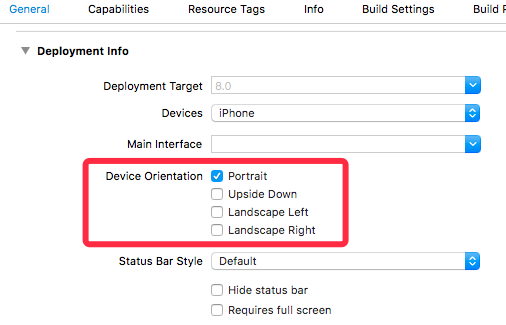 General Capabilities Resource Tags Info Build Settings
Deployment Info
Deployment Target 8.0
Devices iPhone
Main Interface
Device Orientation Portrait
Upside Down
Landscape Left
Landscape Right
Status Bar Style Default
Hide status bar
Requires full screen